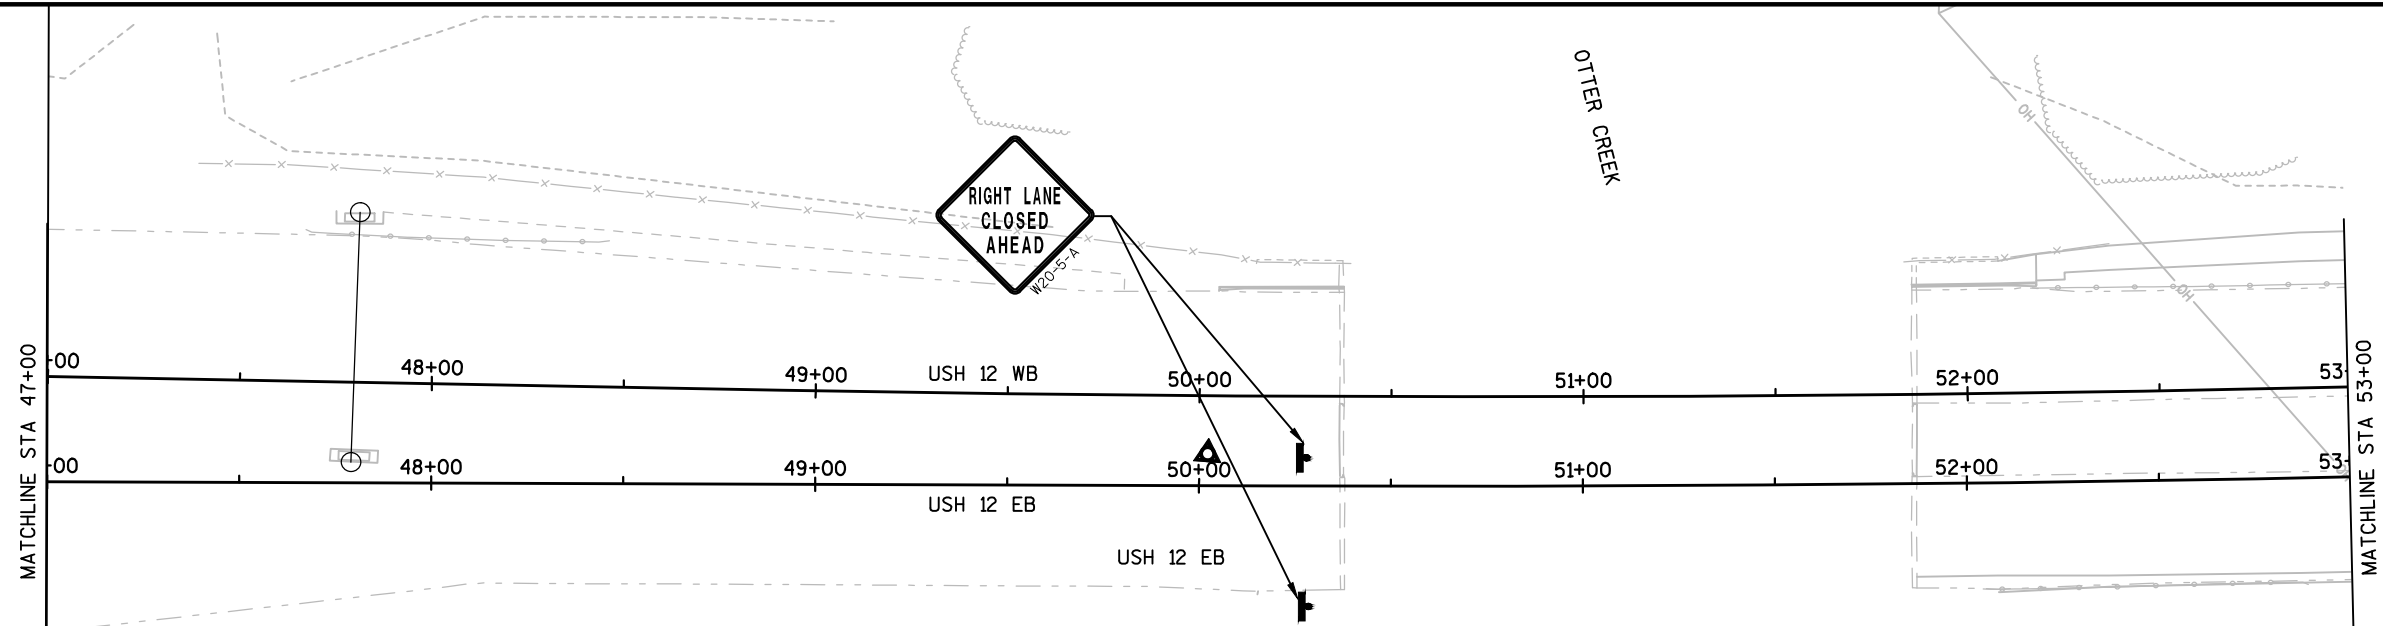 OTTER CREEK
OH
RIGHT LANE
CLOSED
AHEAD
W20-5-A
OH
MATCHLINE STA 47+00
00
48+00
49+00
USH 12 WB
50+00
51+00
52+00
53
MATCHLINE STA 53+00
00
48+00
49+00
50+00
51+00
52+00
53
USH 12 EB
USH 12 EB